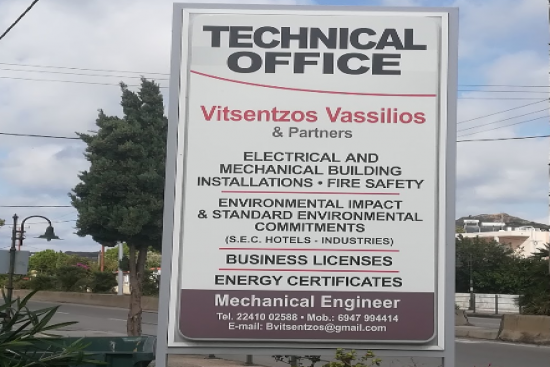 TECHNICAL
OFFICE
Vitsentzos Vassilios
& Partners
ELECTRICAL AND
MECHANICAL BUILDING
INSTALLATIONS • FIRE SAFETY
ENVIRONMENTAL IMPACT
& STANDARD ENVIRONMENTAL
COMMITMENTS
(S.E.C. HOTELS - INDUSTRIES)
BUSINESS LICENSES
ENERGY CERTIFICATES
Mechanical Engineer
Tel. 22410 02588 • Mob.: 6947 994414
E-mail: Bvitsentzos@gmail.com